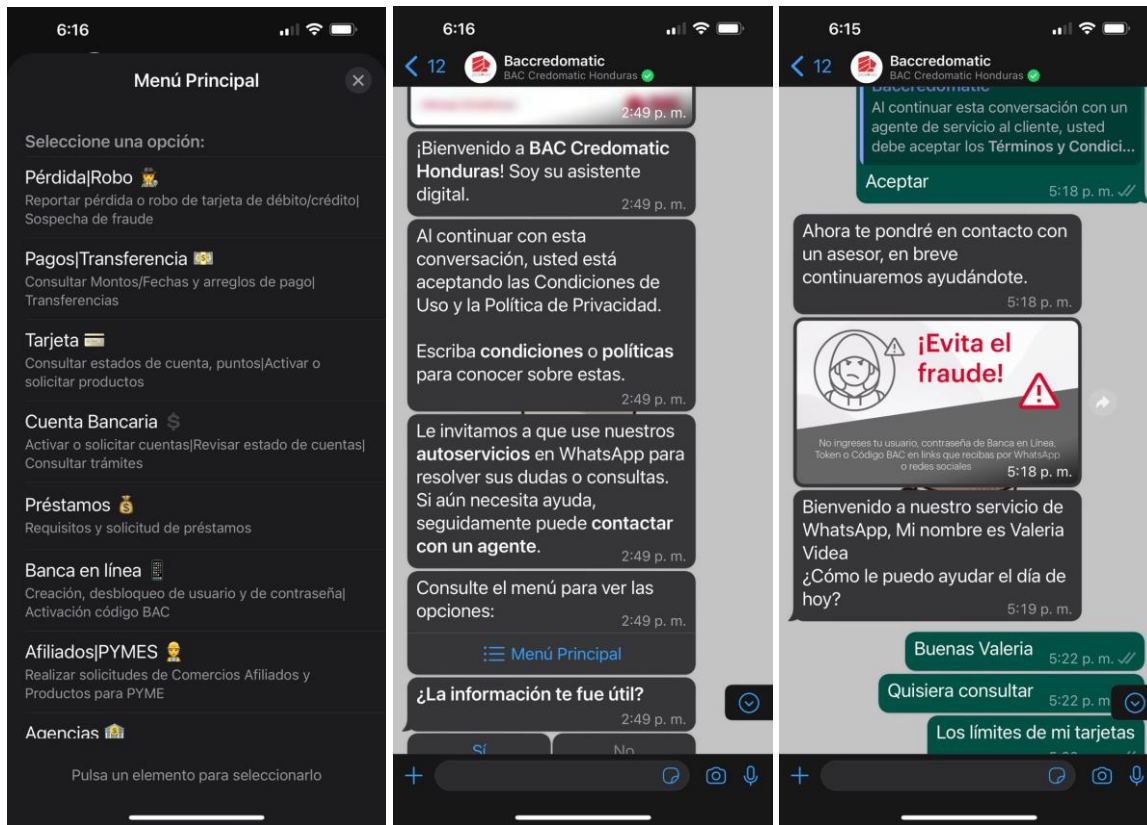 6:16
Menú Principal
Seleccione una opción:
Pérdida|Robo
Reportar pérdida o robo de tarjeta de débito/crédito|
Sospecha de fraude
Pagos|Transferencia
Consultar Montos/Fechas y arreglos de pago|
Transferencias
Tarjeta
Consultar estados de cuenta, puntos|Activar o
solicitar productos
Cuenta Bancaria
Activar o solicitar cuentas|Revisar estado de cuentas|
Consultar trámites
Préstamos
Requisitos y solicitud de préstamos
Banca en línea
Creación, desbloqueo de usuario y de contraseña|
Activación código BAC
Afiliados|PYMES
Realizar solicitudes de Comercios Afiliados y
Productos para PYME
Agencias
Pulsa un elemento para seleccionarlo
6:16
12
Baccredomatic
BAC Credomatic Honduras
2:49 p. m.
¡Bienvenido a BAC Credomatic
Honduras! Soy su asistente
digital.
2:49 p. m.
Al continuar con esta
conversación, usted está
aceptando las Condiciones de
Uso y la Política de Privacidad.
Escriba condiciones o políticas
para conocer sobre estas.
2:49 p. m.
Le invitamos a que use nuestros
autoservicios en WhatsApp para
resolver sus dudas o consultas.
Si aún necesita ayuda,
seguidamente puede contactar
con un agente.
2:49 p. m.
Consulte el menú para ver las
opciones:
2:49 p. m.
Menú Principal
¿La información te fue útil?
2:49 p. m.
Sí
No
6:15
12
Baccredomatic
BAC Credomatic Honduras
Baccredomatic
Al continuar esta conversación con un
agente de servicio al cliente, usted
debe aceptar los Términos y Condici...
Aceptar
5:18 p. m.
Ahora te pondré en contacto con
un asesor, en breve
continuaremos ayudándote.
5:18 p. m.
¡Evita el
fraude!
No ingreses tu usuario, contraseña de Banca en Línea,
Token o Código BAC en links que recibas por WhatsApp
o redes sociales
5:18 p. m.
Bienvenido a nuestro servicio de
WhatsApp, Mi nombre es Valeria
Videa
¿Cómo le puedo ayudar el día de
hoy?
5:19 p. m.
Buenas Valeria
5:22 p. m.
Quisiera consultar
5:22 p. m
Los límites de mi tarjetas